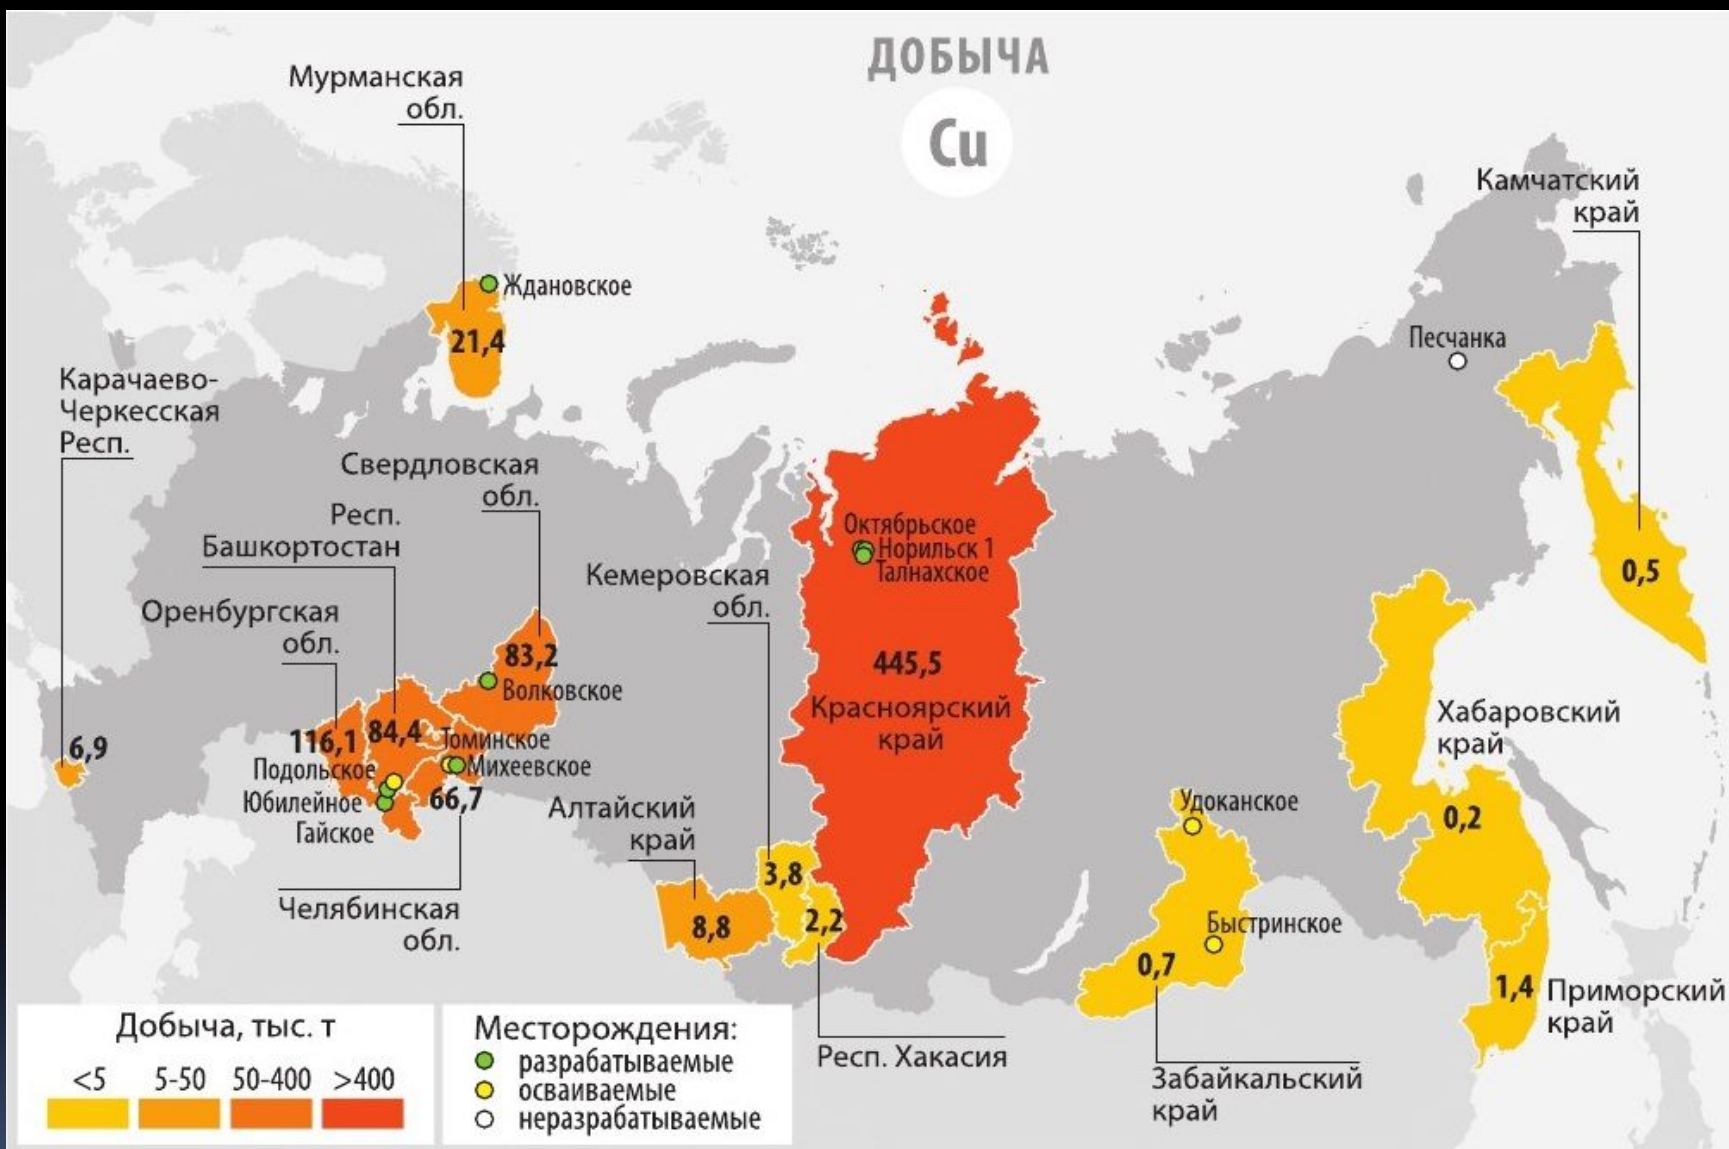 ДОБЫЧА
Cu
Мурманская
обл.
Камчатский
край
Ждановское
21,4
Песчанка
Карачаево-
Черкесская
Респ.
Свердловская
обл.
Респ.
Башкортостан
Оренбургская
обл.
Кемеровская
обл.
Октябрьское
Норильск 1
Талнахское
0,5
83,2
Волковское
445,5
Красноярский
край
Хабаровский
край
6,9
116,1
84,4
Томинское
Михеевское
Подольское
Юбилейное
Гайское
66,7
Алтайский
край
Удоканское
0,2
3,8
2,2
8,8
Челябинская
обл.
Быстринское
0,7
1,4
Приморский
край
Респ. Хакасия
Забайкальский
край
Добыча, тыс. т
<5 5-50 50-400 >400
Месторождения:
разрабатываемые
осваиваемые
неразрабатываемые